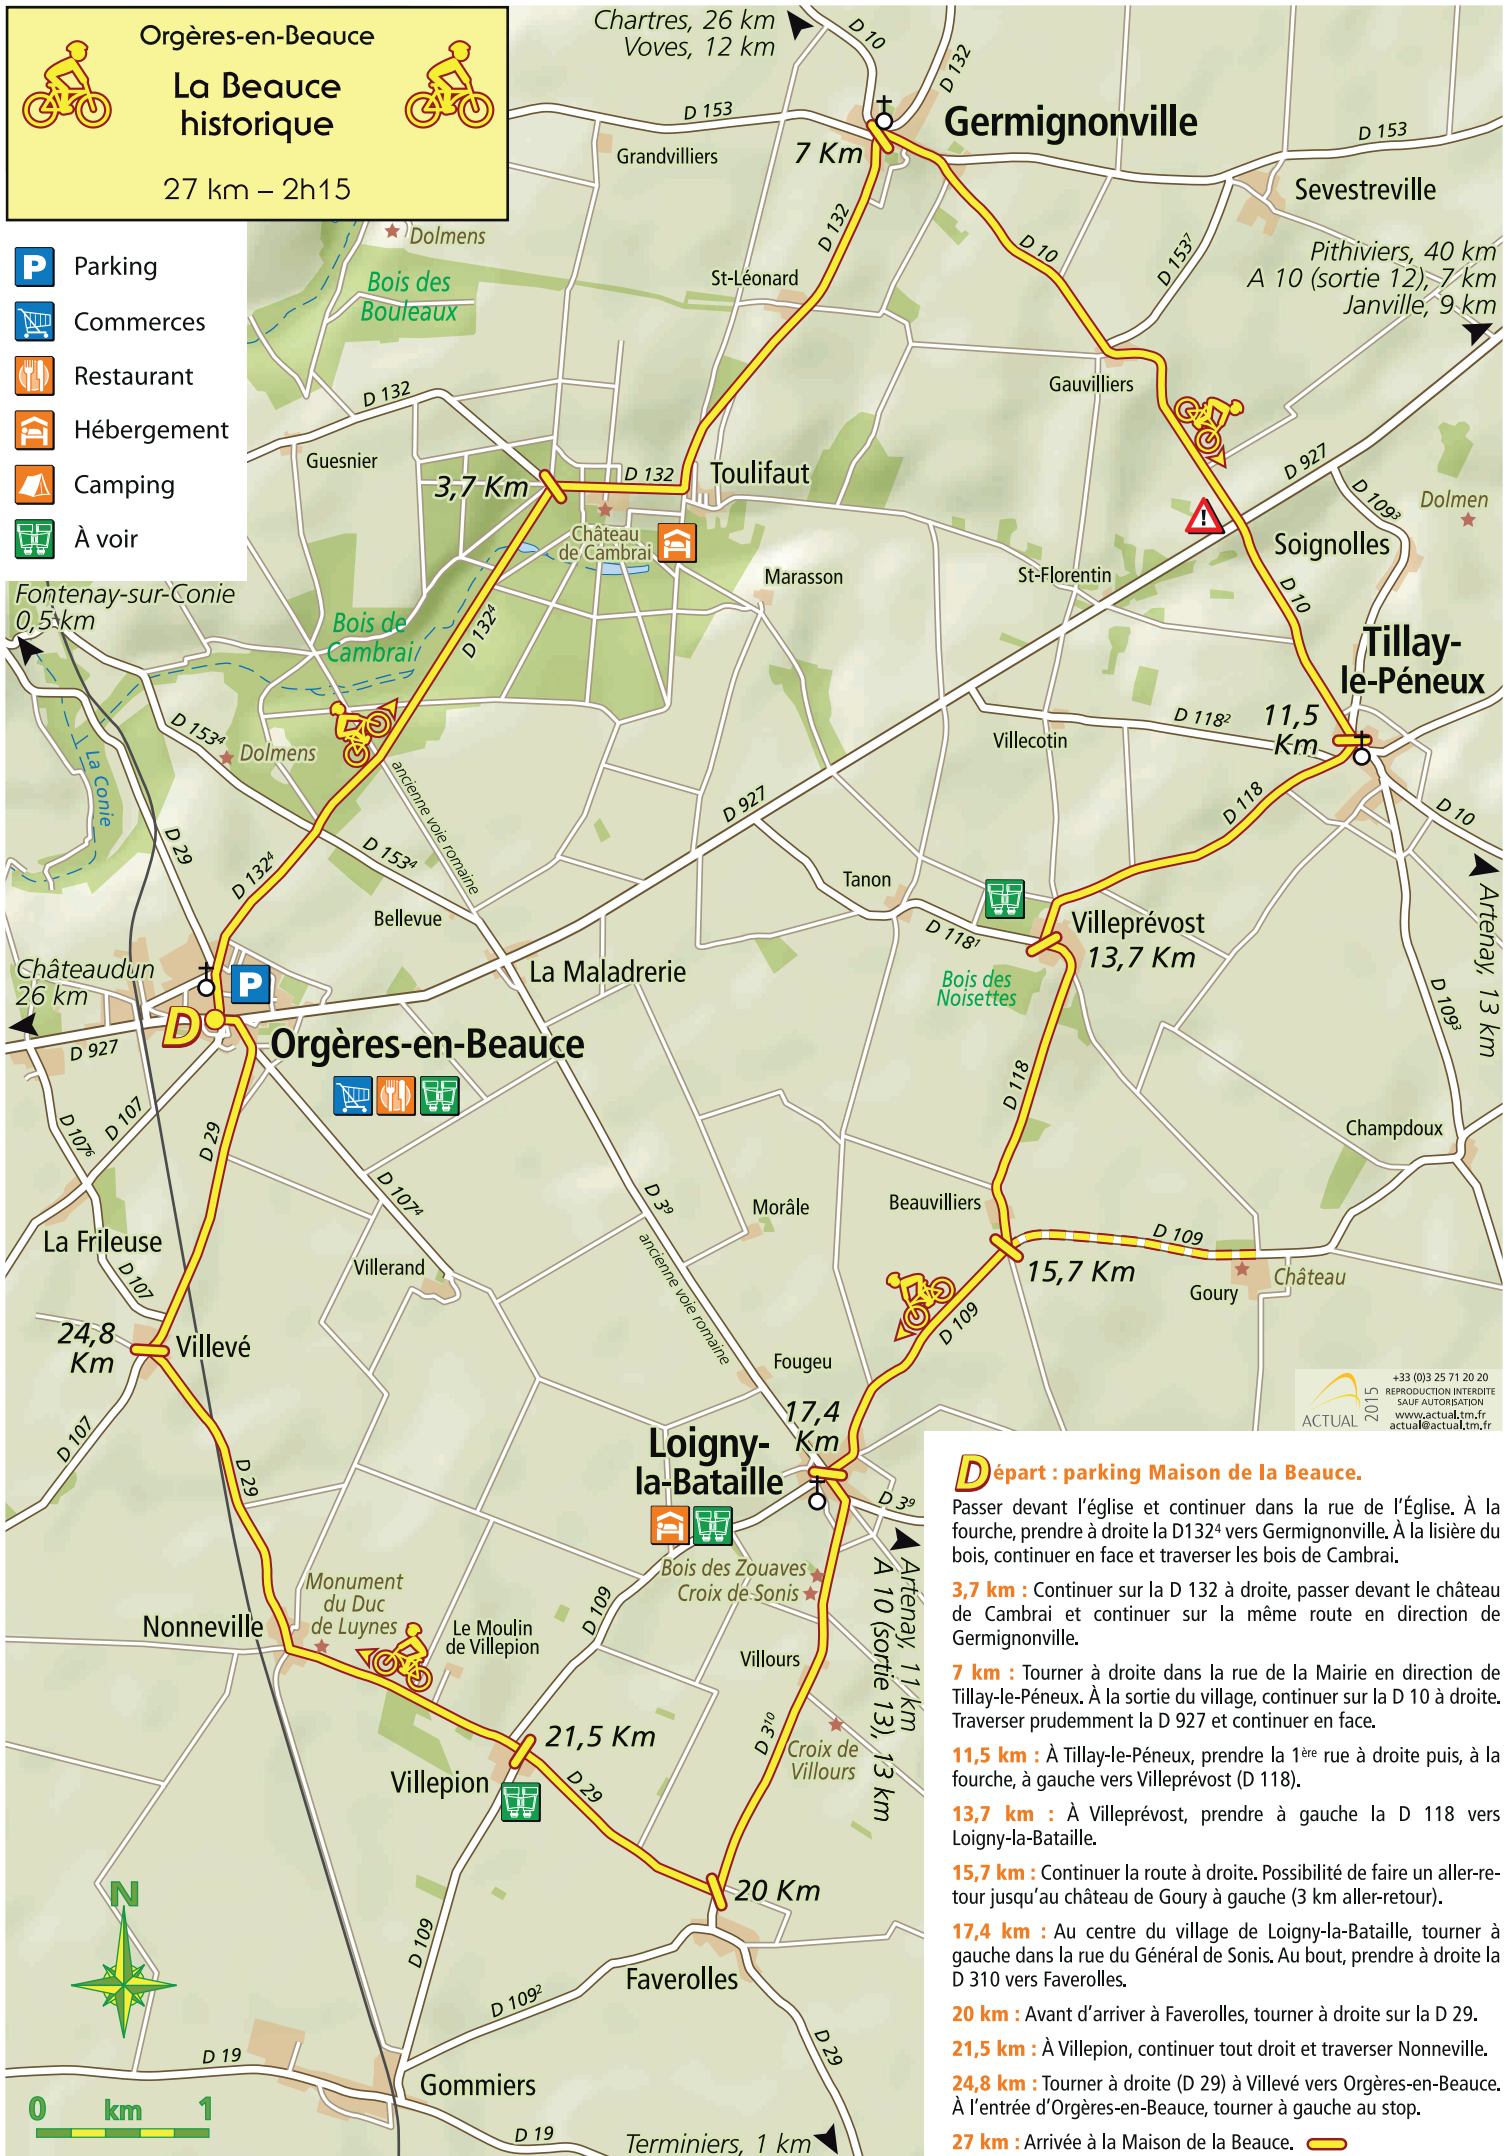 Orgères-en-Beauce
La Beauce
historique
27 km – 2h15
Parking
Commerces
Restaurant
Hébergement
Camping
À voir
Chartres, 26 km
Voves, 12 km
D 10
D 132
D 153
Grandvilliers
7 Km
Germignonville
D 153
Sevestreville
Dolmens
Bois des
Bouleaux
St-Léonard
D 132
D 10
D 153⁷
Pithiviers, 40 km
A 10 (sortie 12), 7 km
Janville, 9 km
Gauvilliers
D 132
Guesnier
3,7 Km
D 132
Toulifaut
Château
de Cambrai
D 927
D 109³
Dolmen
Soignolles
Marasson
St-Florentin
D 10
Fontenay-sur-Conie
0,5 km
Bois de
Cambrai
D 132⁴
Tillay-
le-Péneux
D 153⁴
Dolmens
La Conie
ancienne voie romaine
D 118²
Villecotin
11,5
Km
D 927
D 118
D 10
D 29
D 132⁴
D 153⁴
Bellevue
Tanon
D 118¹
Villeprévost
13,7 Km
Artenay, 13 km
Châteaudun
26 km
P
La Maladrerie
Bois des
Noisettes
D 109³
D
D 927
Orgères-en-Beauce
D 107⁶
D 107
D 29
D 118
Champdoux
D 107⁴
D 3⁹
Morâle
Beauvilliers
D 109
La Frileuse
D 107
Villerand
ancienne voie romaine
15,7 Km
Goury
Château
D 109
24,8
Km
Villevé
Fougeu
D 107
17,4
Km
Loigny-
la-Bataille
D 29
D 3⁹
Bois des Zouaves
Croix de Sonis
Artenay, 11 km
A 10 (sortie 13), 13 km
Monument
du Duc
de Luynes
D 109
Nonneville
Le Moulin
de Villepion
Villours
D 3¹⁰
Croix de
Villours
21,5 Km
Villepion
D 29
20 Km
N
D 109
Faverolles
D 109²
D 29
D 19
Gommiers
0 km 1
D 19
Terminiers, 1 km
ACTUAL
2015
+33 (0)3 25 71 20 20
REPRODUCTION INTERDITE
SAUF AUTORISATION
www.actual.tm.fr
actual@actual.tm.fr
Départ : parking Maison de la Beauce.
Passer devant l'église et continuer dans la rue de l'Église. À la
fourche, prendre à droite la D132⁴ vers Germignonville. À la lisière du
bois, continuer en face et traverser les bois de Cambrai.
3,7 km : Continuer sur la D 132 à droite, passer devant le château
de Cambrai et continuer sur la même route en direction de
Germignonville.
7 km : Tourner à droite dans la rue de la Mairie en direction de
Tillay-le-Péneux. À la sortie du village, continuer sur la D 10 à droite.
Traverser prudemment la D 927 et continuer en face.
11,5 km : À Tillay-le-Péneux, prendre la 1ère rue à droite puis, à la
fourche, à gauche vers Villeprévost (D 118).
13,7 km : À Villeprévost, prendre à gauche la D 118 vers
Loigny-la-Bataille.
15,7 km : Continuer la route à droite. Possibilité de faire un aller-re-
tour jusqu'au château de Goury à gauche (3 km aller-retour).
17,4 km : Au centre du village de Loigny-la-Bataille, tourner à
gauche dans la rue du Général de Sonis. Au bout, prendre à droite la
D 310 vers Faverolles.
20 km : Avant d'arriver à Faverolles, tourner à droite sur la D 29.
21,5 km : À Villepion, continuer tout droit et traverser Nonneville.
24,8 km : Tourner à droite (D 29) à Villevé vers Orgères-en-Beauce.
À l'entrée d'Orgères-en-Beauce, tourner à gauche au stop.
27 km : Arrivée à la Maison de la Beauce.